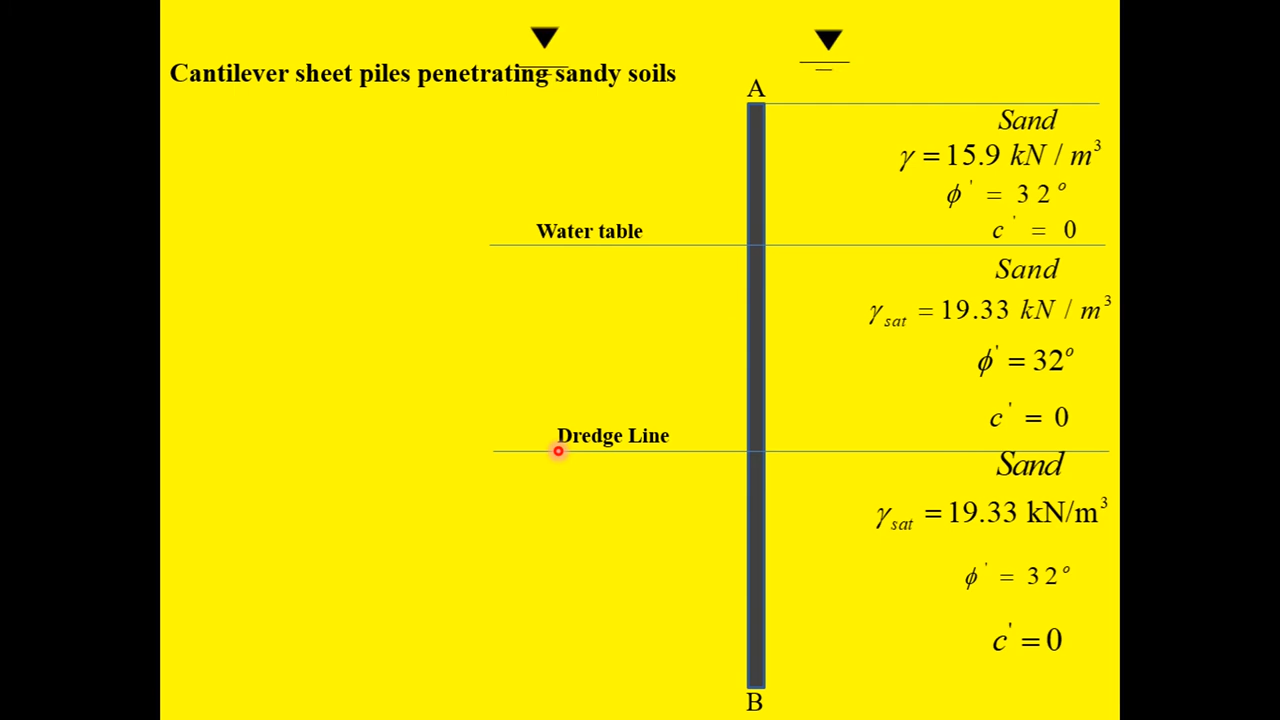 Cantilever sheet piles penetrating sandy soils
A
Sand
γ = 15.9 kN / m³
ϕ' = 32°
c' = 0
Water table
Sand
γsat = 19.33 kN / m³
ϕ' = 32°
c' = 0
Dredge Line
Sand
γsat = 19.33 kN/m³
ϕ' = 32°
c' = 0
B